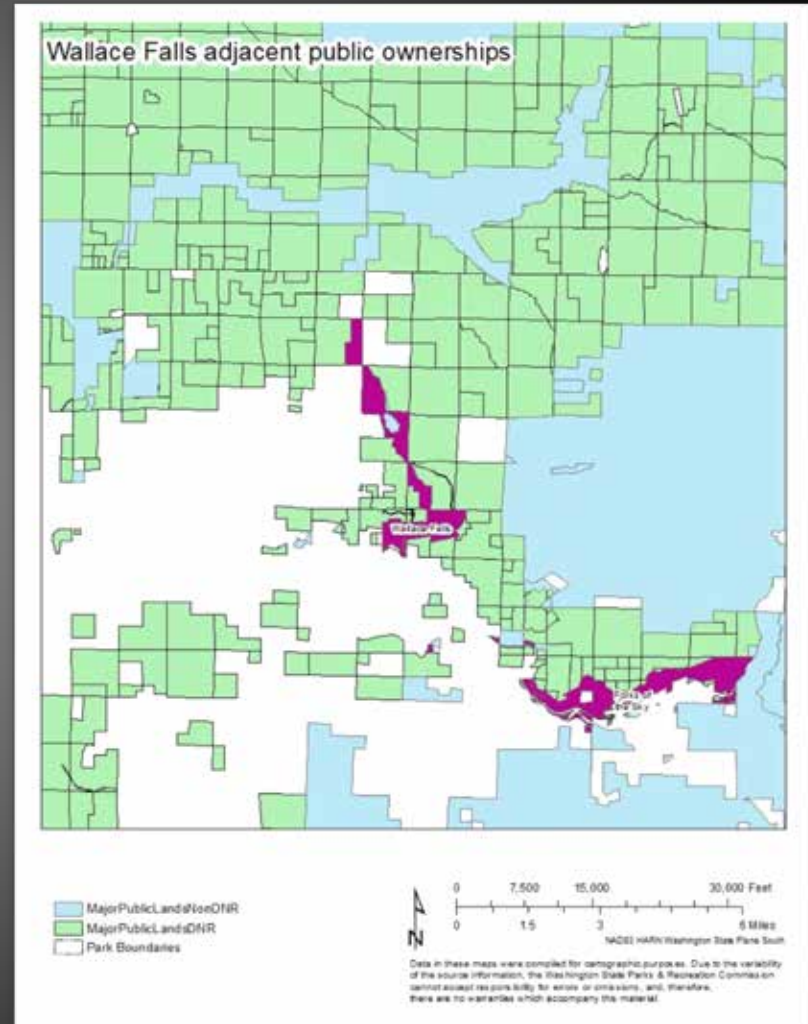 Wallace Falls adjacent public ownerships
Wallace Falls
Forks of
the Sky
MajorPublicLandsNonDNR
MajorPublicLandsDNR
Park Boundaries
N
0 7,500 15,000 30,000 Feet
0 1.5 3 6 Miles
NAD83 HARN Washington State Plane South
Data in these maps were compiled for cartographic purposes. Due to the variability
of the source information, the Washington State Parks & Recreation Commission
cannot accept responsibility for errors or omissions, and, therefore,
there are no warranties which accompany this material.